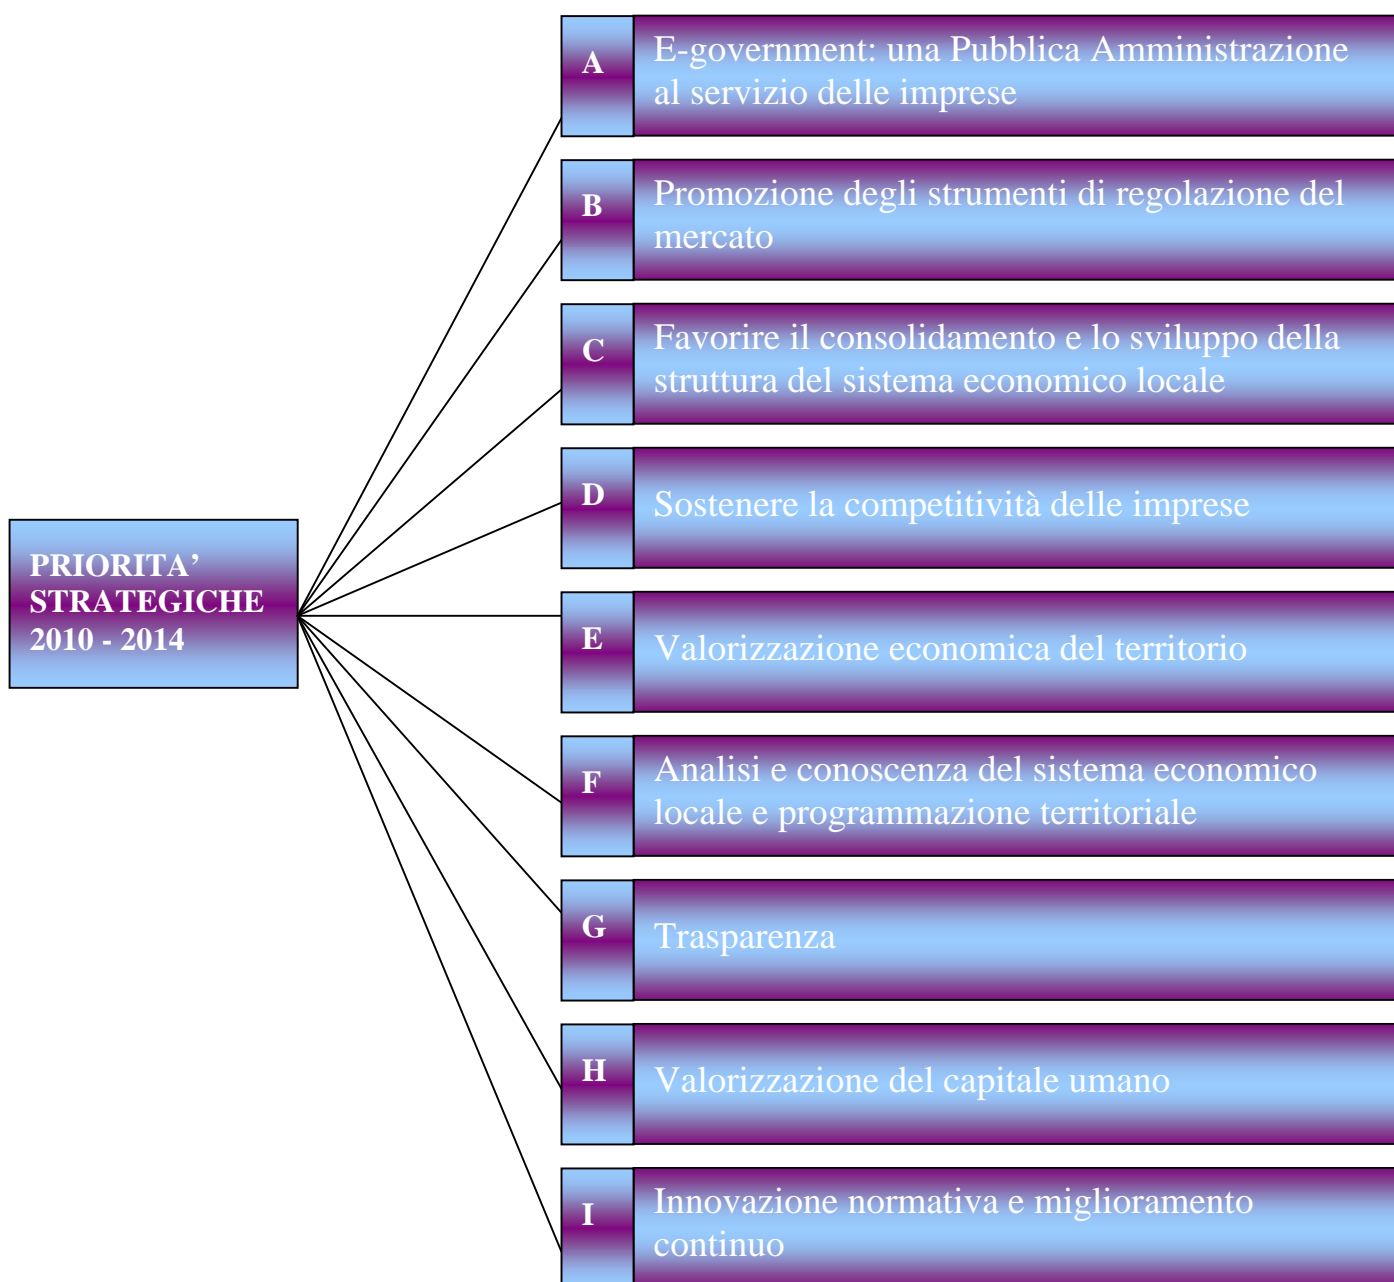 A
E-government: una Pubblica Amministrazione
al servizio delle imprese
B
Promozione degli strumenti di regolazione del
mercato
C
Favorire il consolidamento e lo sviluppo della
struttura del sistema economico locale
D
Sostenere la competitività delle imprese
PRIORITA’
STRATEGICHE
2010 - 2014
E
Valorizzazione economica del territorio
F
Analisi e conoscenza del sistema economico
locale e programmazione territoriale
G
Trasparenza
H
Valorizzazione del capitale umano
I
Innovazione normativa e miglioramento
continuo